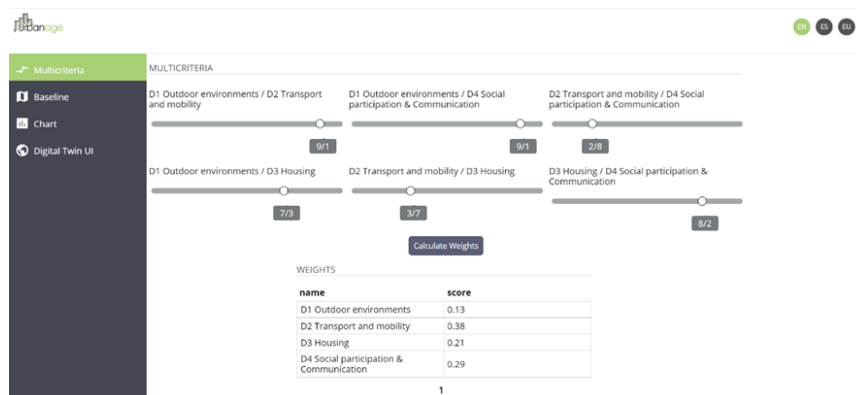 Urbanage
EN ES EU
Multicriteria
Baseline
Chart
Digital Twin UI
MULTICRITERIA
D1 Outdoor environments / D2 Transport
and mobility
9/1
D1 Outdoor environments / D4 Social
participation & Communication
9/1
D2 Transport and mobility / D4 Social
participation & Communication
2/8
D1 Outdoor environments / D3 Housing
7/3
D2 Transport and mobility / D3 Housing
3/7
D3 Housing / D4 Social participation &
Communication
8/2
Calculate Weights
WEIGHTS
name score
D1 Outdoor environments 0.13
D2 Transport and mobility 0.38
D3 Housing 0.21
D4 Social participation &
Communication 0.29
1